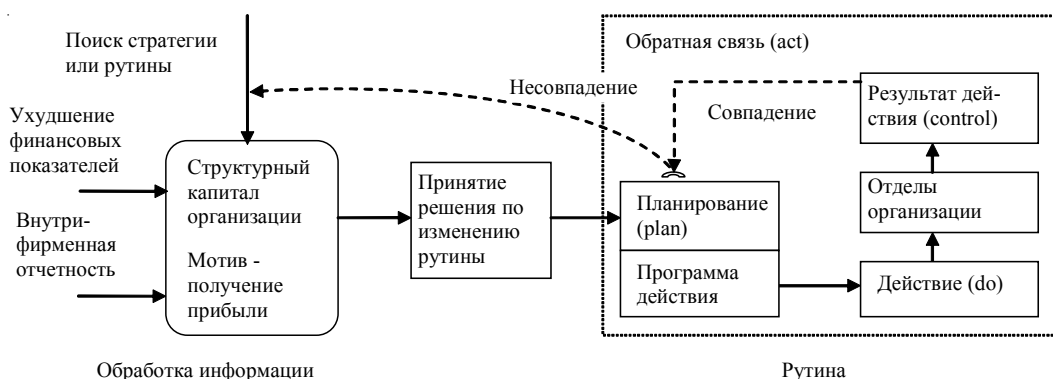 Поиск стратегии
или рутины
Ухудшение
финансовых
показателей
Внутри-
фирменная
отчетность
Структурный
капитал
организации
Мотив -
получение
прибыли
Обработка информации
Принятие
решения по
изменению
рутины
Несовпадение
Обратная связь (act)
Совпадение
Результат дей-
ствия (control)
Отделы
организации
Планирование
(plan)
Программа
действия
Действие (do)
Рутина